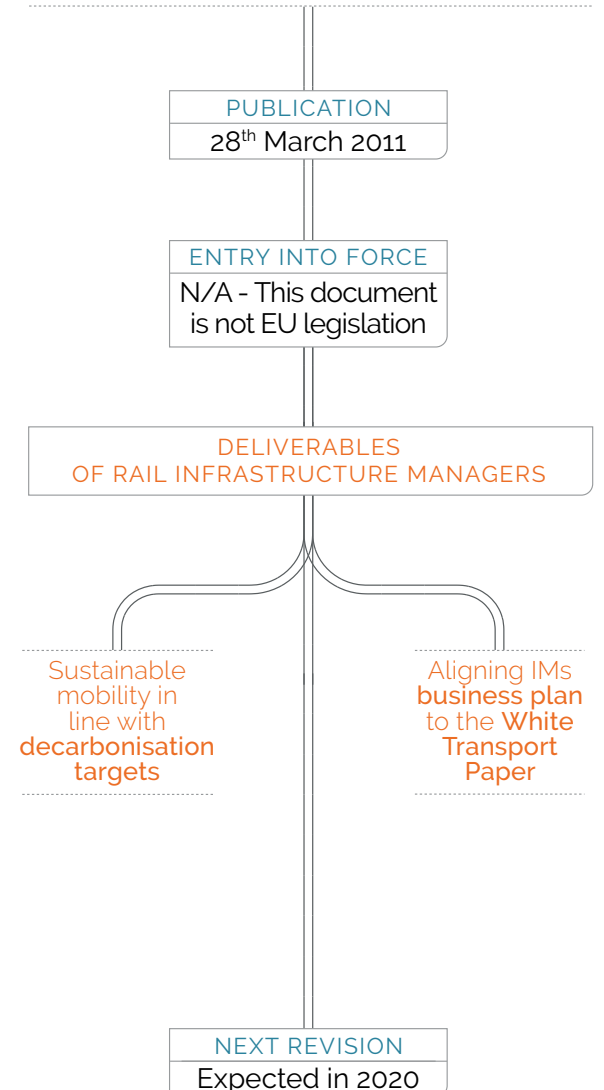 PUBLICATION
28th March 2011
ENTRY INTO FORCE
N/A - This document
is not EU legislation
DELIVERABLES
OF RAIL INFRASTRUCTURE MANAGERS
Sustainable
mobility in
line with
decarbonisation
targets
Aligning IMs
business plan
to the White
Transport
Paper
NEXT REVISION
Expected in 2020